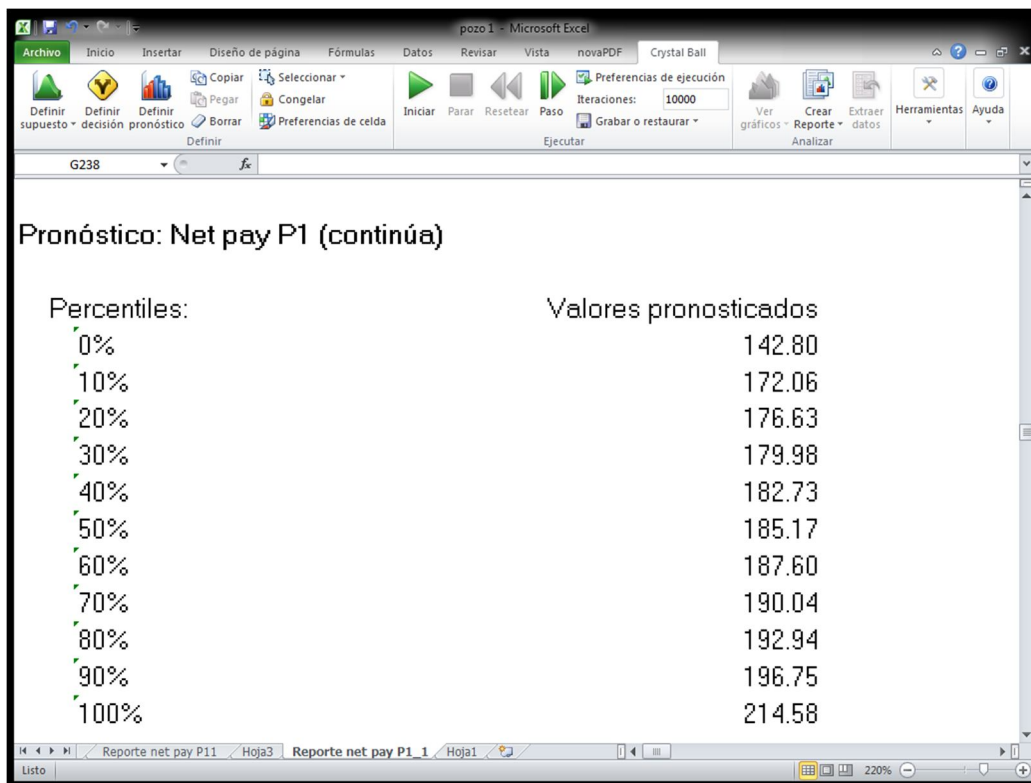 pozo 1 - Microsoft Excel
Archivo Inicio Insertar Diseño de página Fórmulas Datos Revisar Vista novaPDF Crystal Ball
Definir supuesto
Definir decisión
Definir pronóstico
Copiar
Pegar
Borrar
Seleccionar
Congelar
Preferencias de celda
Definir
Iniciar Parar Resetear Paso
Preferencias de ejecución
Iteraciones: 10000
Grabar o restaurar
Ejecutar
Ver gráficos
Crear Reporte
Extraer datos
Analizar
Herramientas
Ayuda
G238 fx
Pronóstico: Net pay P1 (continúa)
Percentiles: Valores pronosticados
0% 142.80
10% 172.06
20% 176.63
30% 179.98
40% 182.73
50% 185.17
60% 187.60
70% 190.04
80% 192.94
90% 196.75
100% 214.58
Reporte net pay P11 Hoja3 Reporte net pay P1_1 Hoja1
Listo 220%